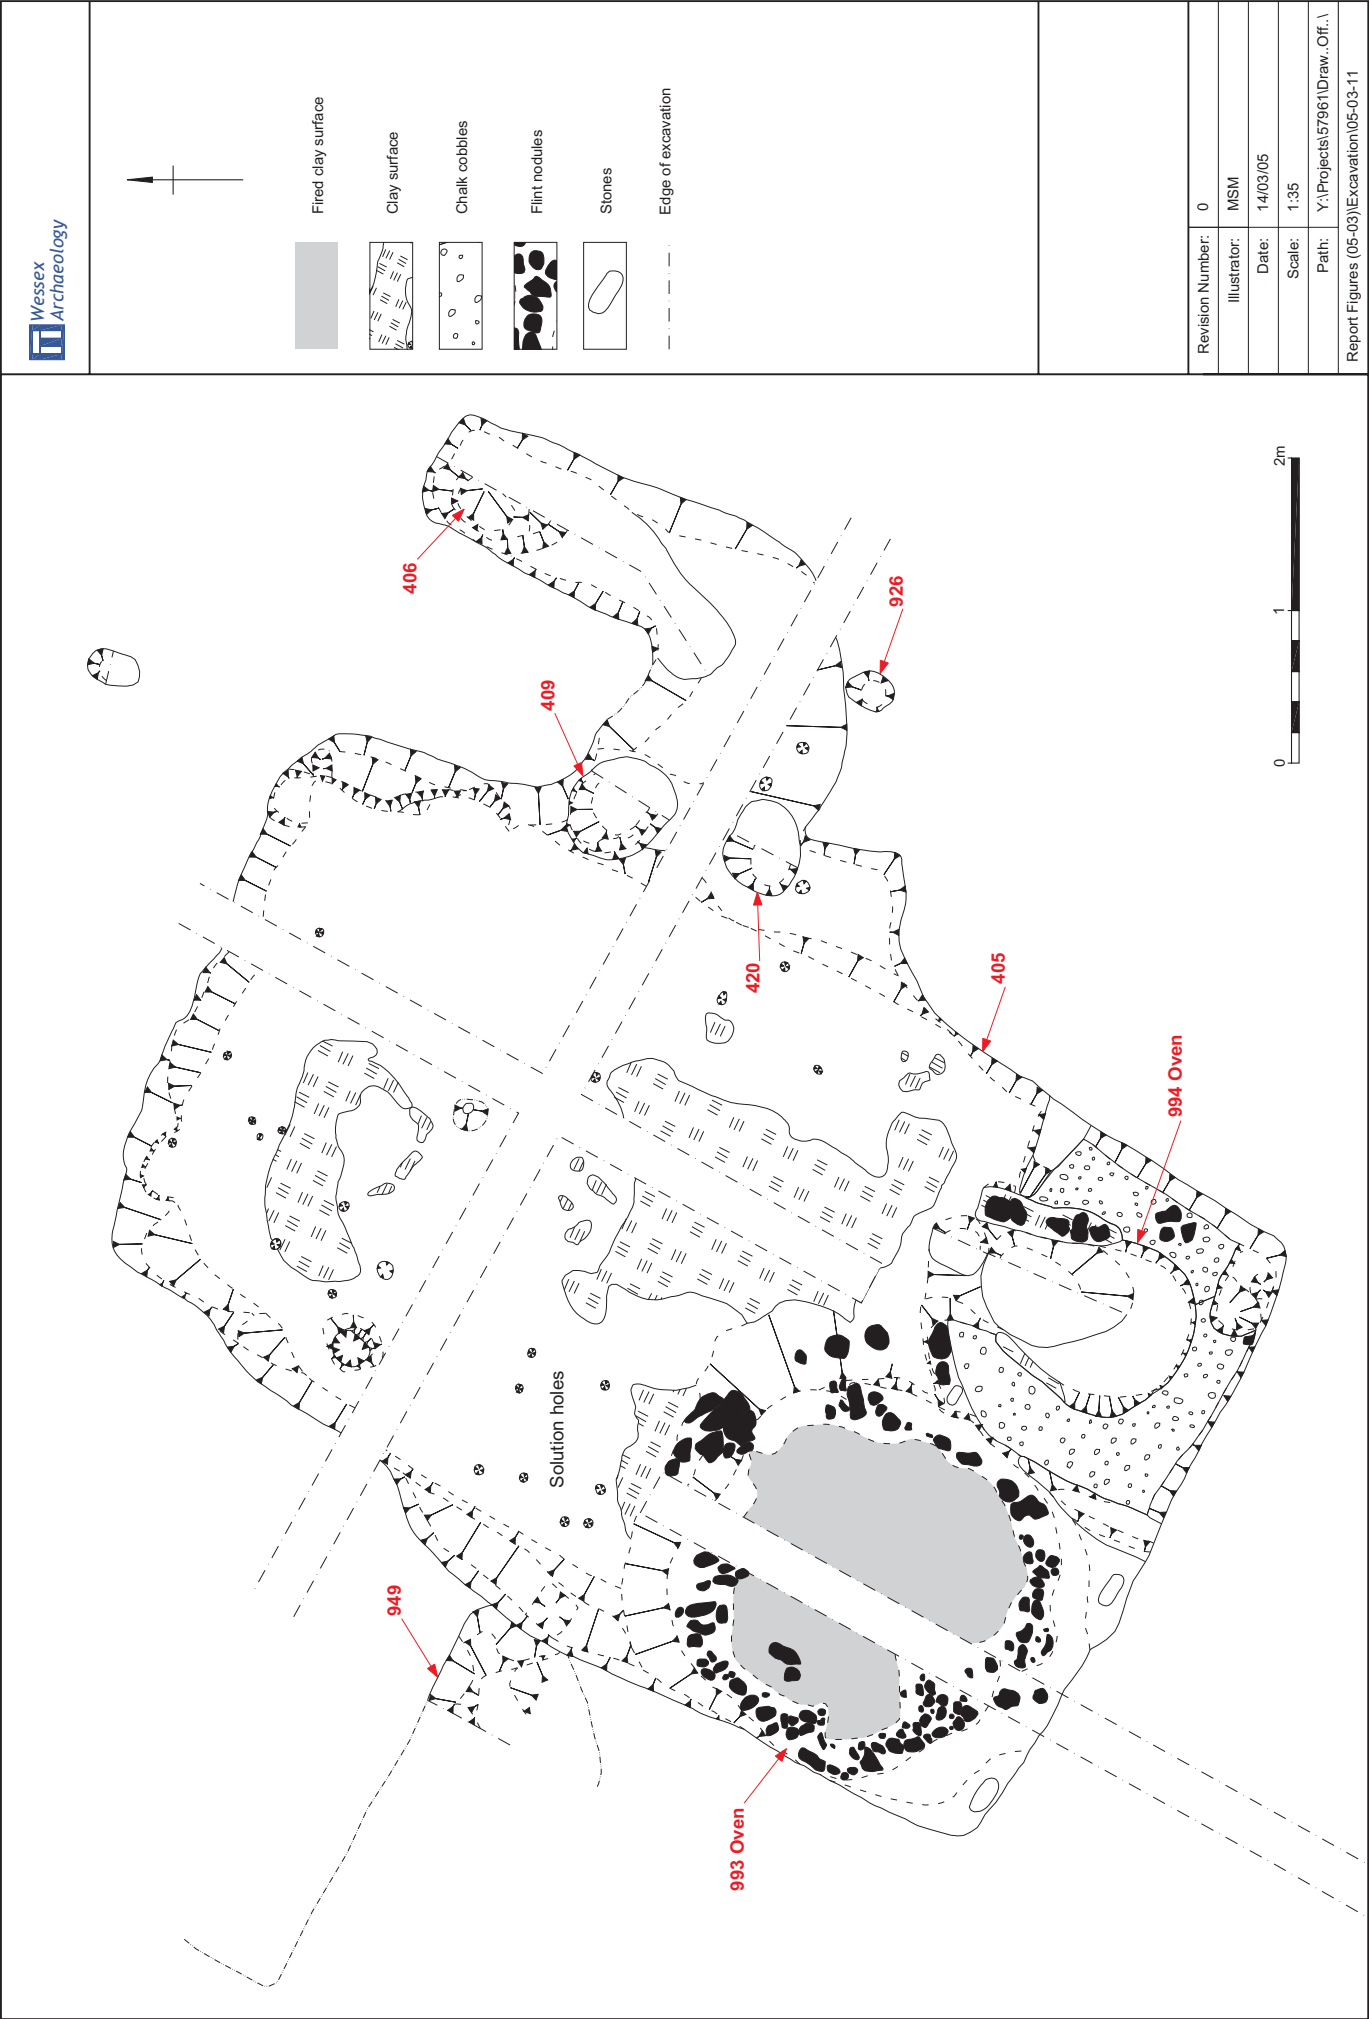 Wessex
Archaeology
Fired clay surface
Clay surface
Chalk cobbles
Flint nodules
Stones
Edge of excavation
406
409
926
420
405
994 Oven
Solution holes
949
993 Oven
0 1 2m
Revision Number: 0
Illustrator: MSM
Date: 14/03/05
Scale: 1:35
Path: Y:\Projects\57961\Draw..Off..\
Report Figures (05-03)\Excavation\05-03-11